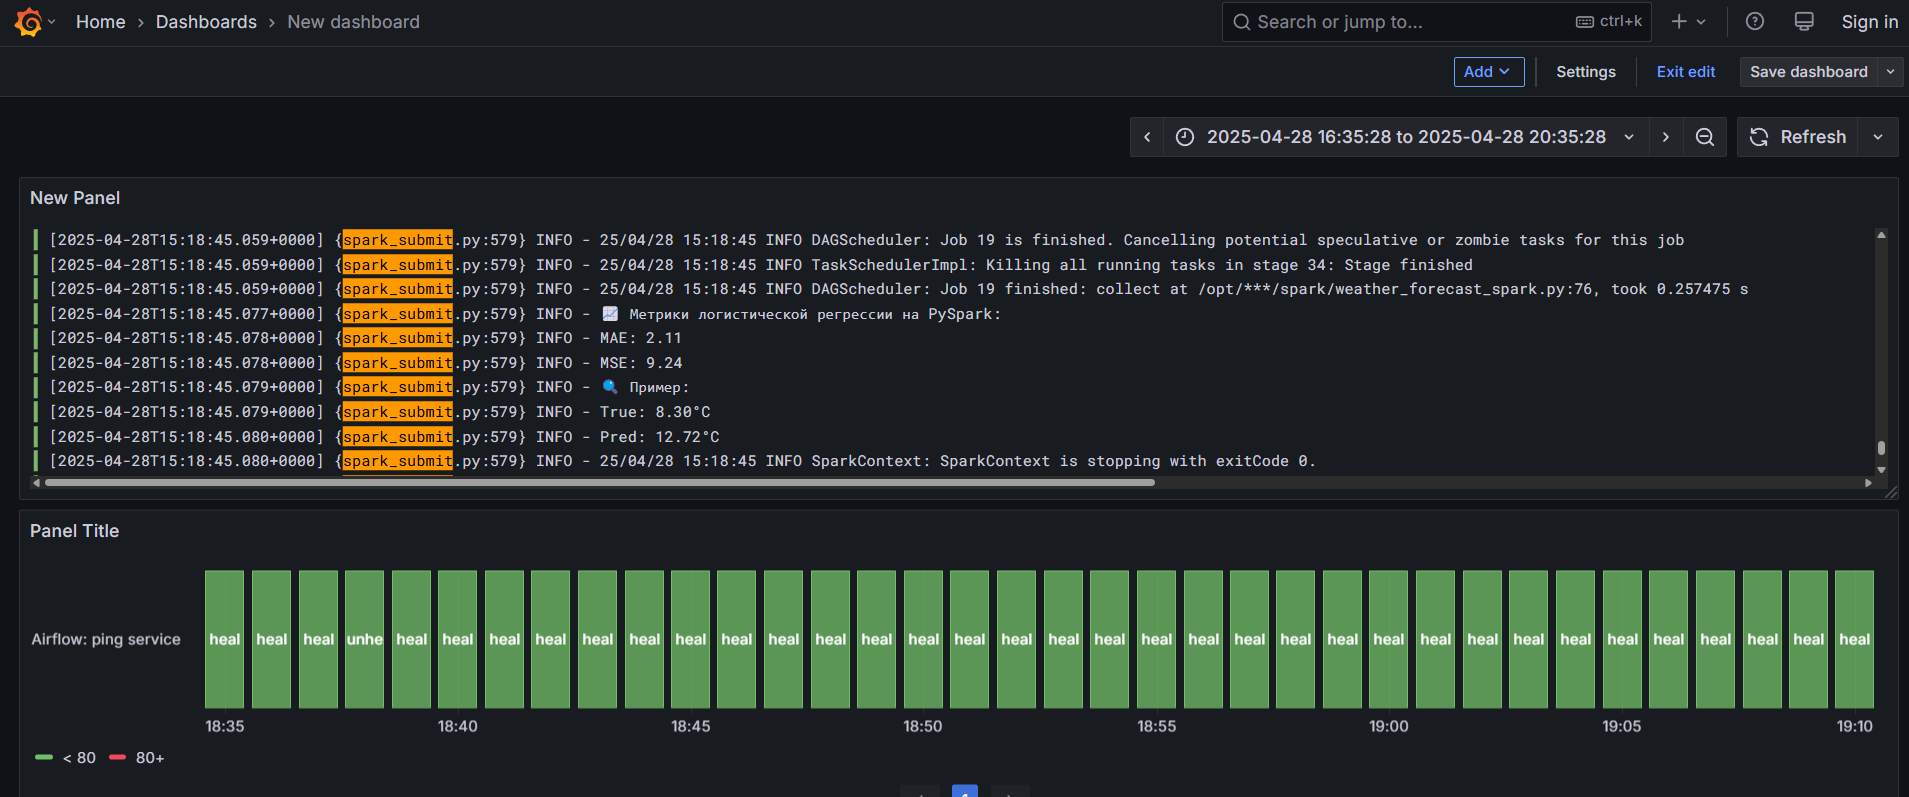 Home › Dashboards › New dashboard
Search or jump to... ctrl+k
Sign in
Add
Settings
Exit edit
Save dashboard
2025-04-28 16:35:28 to 2025-04-28 20:35:28
Refresh
New Panel
[2025-04-28T15:18:45.059+0000] {spark_submit.py:579} INFO - 25/04/28 15:18:45 INFO DAGScheduler: Job 19 is finished. Cancelling potential speculative or zombie tasks for this job
[2025-04-28T15:18:45.059+0000] {spark_submit.py:579} INFO - 25/04/28 15:18:45 INFO TaskSchedulerImpl: Killing all running tasks in stage 34: Stage finished
[2025-04-28T15:18:45.059+0000] {spark_submit.py:579} INFO - 25/04/28 15:18:45 INFO DAGScheduler: Job 19 finished: collect at /opt/***/spark/weather_forecast_spark.py:76, took 0.257475 s
[2025-04-28T15:18:45.077+0000] {spark_submit.py:579} INFO - 📈 Метрики логистической регрессии на PySpark:
[2025-04-28T15:18:45.078+0000] {spark_submit.py:579} INFO - MAE: 2.11
[2025-04-28T15:18:45.078+0000] {spark_submit.py:579} INFO - MSE: 9.24
[2025-04-28T15:18:45.079+0000] {spark_submit.py:579} INFO - 🔍 Пример:
[2025-04-28T15:18:45.079+0000] {spark_submit.py:579} INFO - True: 8.30°C
[2025-04-28T15:18:45.080+0000] {spark_submit.py:579} INFO - Pred: 12.72°C
[2025-04-28T15:18:45.080+0000] {spark_submit.py:579} INFO - 25/04/28 15:18:45 INFO SparkContext: SparkContext is stopping with exitCode 0.
Panel Title
Airflow: ping service heal heal heal unhe heal heal heal heal heal heal heal heal heal heal heal heal heal heal heal heal heal heal heal heal heal heal heal heal heal heal heal heal heal heal heal heal
18:35 18:40 18:45 18:50 18:55 19:00 19:05 19:10
< 80 80+
1